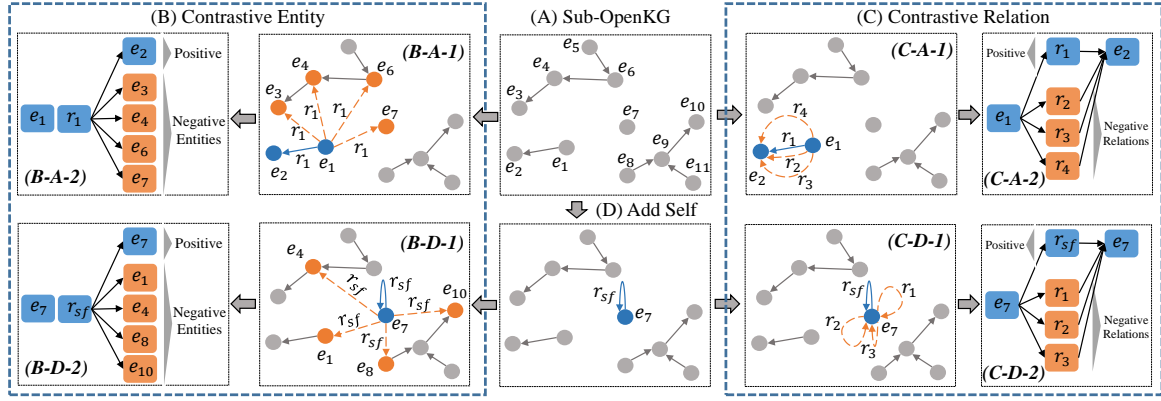 (B) Contrastive Entity
(A) Sub-OpenKG
(C) Contrastive Relation
e2
e3
e4
e6
e7
e1 r1
Positive
Negative
Entities
(B-A-2)
(B-A-1)
e4
e6
e3
e7
r1
r1
r1
r1
r1
e2
e1
e5
e4
e6
e3
e7
e10
e2
e1
e9
e8
e11
(C-A-1)
r4
r1
e1
r2
r3
e2
Positive
r1
e2
e1
r2
r3
r4
Negative
Relations
(C-A-2)
(D) Add Self
e7
e1
e4
e8
e10
e7 rsf
Positive
Negative
Entities
(B-D-2)
(B-D-1)
e4
rsf
rsf
rsf
e10
rsf
e7
e1
rsf
e8
rsf
e7
(C-D-1)
rsf
r1
r2
e7
r3
Positive
rsf
e7
e7
r1
r2
r3
Negative
Relations
(C-D-2)